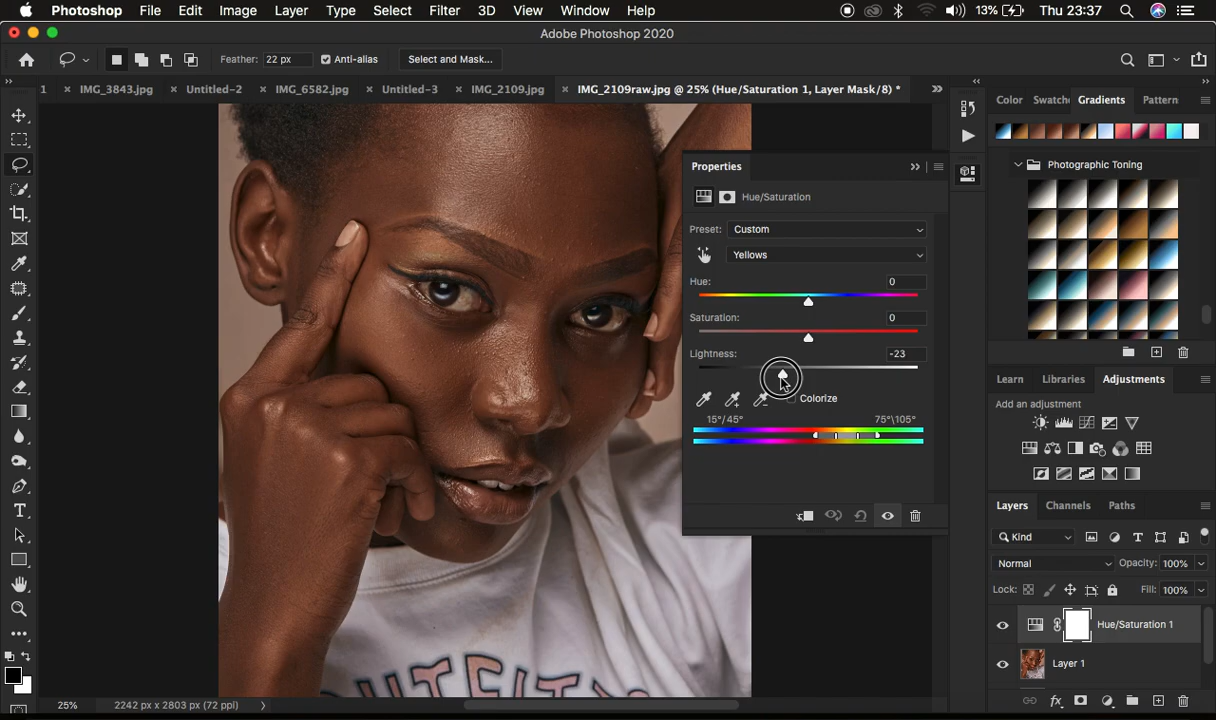 Photoshop File Edit Image Layer Type Select Filter 3D View Window Help 13% Thu 23:37
Adobe Photoshop 2020
Feather: 22 px Anti-alias Select and Mask...
1 × IMG_3843.jpg × Untitled-2 × IMG_6582.jpg × Untitled-3 × IMG_2109.jpg × IMG_2109raw.jpg @ 25% (Hue/Saturation 1, Layer Mask/8) *
Color Swatche Gradients Pattern
Photographic Toning
Properties
Hue/Saturation
Preset: Custom
Yellows
Hue: 0
Saturation: 0
Lightness: -23
Colorize
15°/45° 75°\105°
Learn Libraries Adjustments
Add an adjustment
Layers Channels Paths
Kind
Normal Opacity: 100%
Lock: Fill: 100%
Hue/Saturation 1
Layer 1
25% 2242 px x 2803 px (72 ppi)